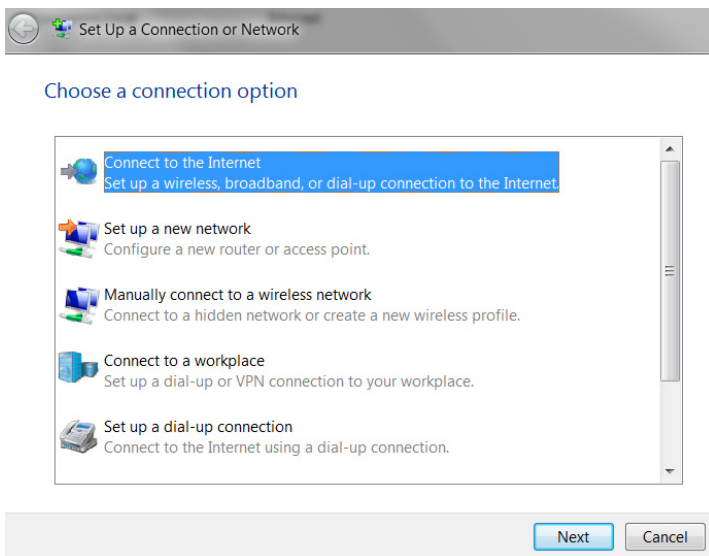 Set Up a Connection or Network
Choose a connection option
Connect to the Internet
Set up a wireless, broadband, or dial-up connection to the Internet.
Set up a new network
Configure a new router or access point.
Manually connect to a wireless network
Connect to a hidden network or create a new wireless profile.
Connect to a workplace
Set up a dial-up or VPN connection to your workplace.
Set up a dial-up connection
Connect to the Internet using a dial-up connection.
Next Cancel